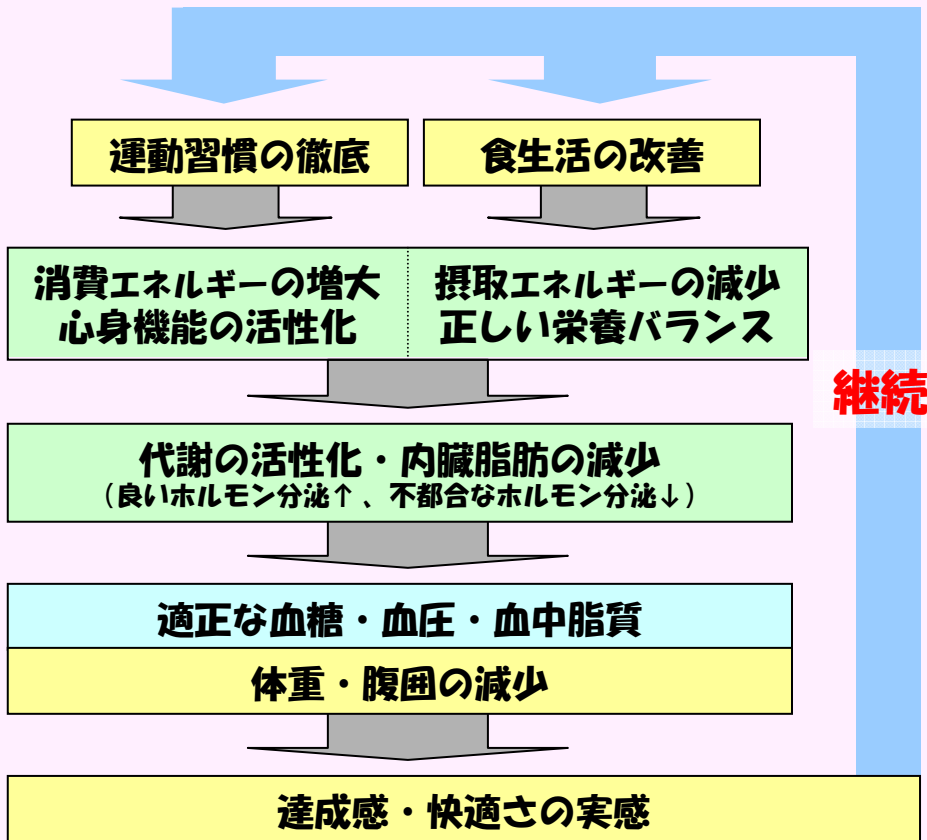 運動習慣の徹底
食生活の改善
消費エネルギーの増大
心身機能の活性化
摂取エネルギーの減少
正しい栄養バランス
継続
代謝の活性化・内臓脂肪の減少
（良いホルモン分泌↑、不都合なホルモン分泌↓）
適正な血糖・血圧・血中脂質
体重・腹囲の減少
達成感・快適さの実感